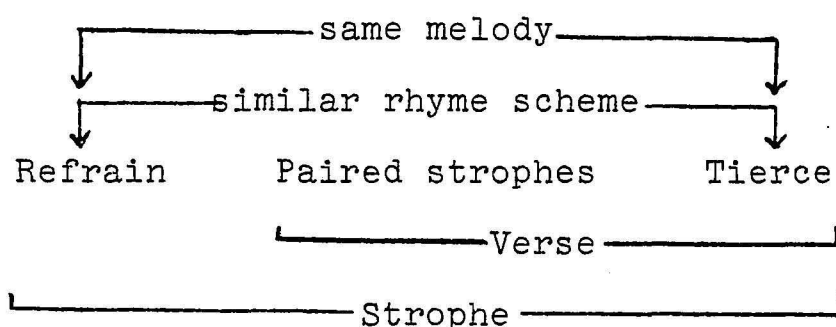 same melody
similar rhyme scheme
Refrain Paired strophes Tierce
Verse
Strophe